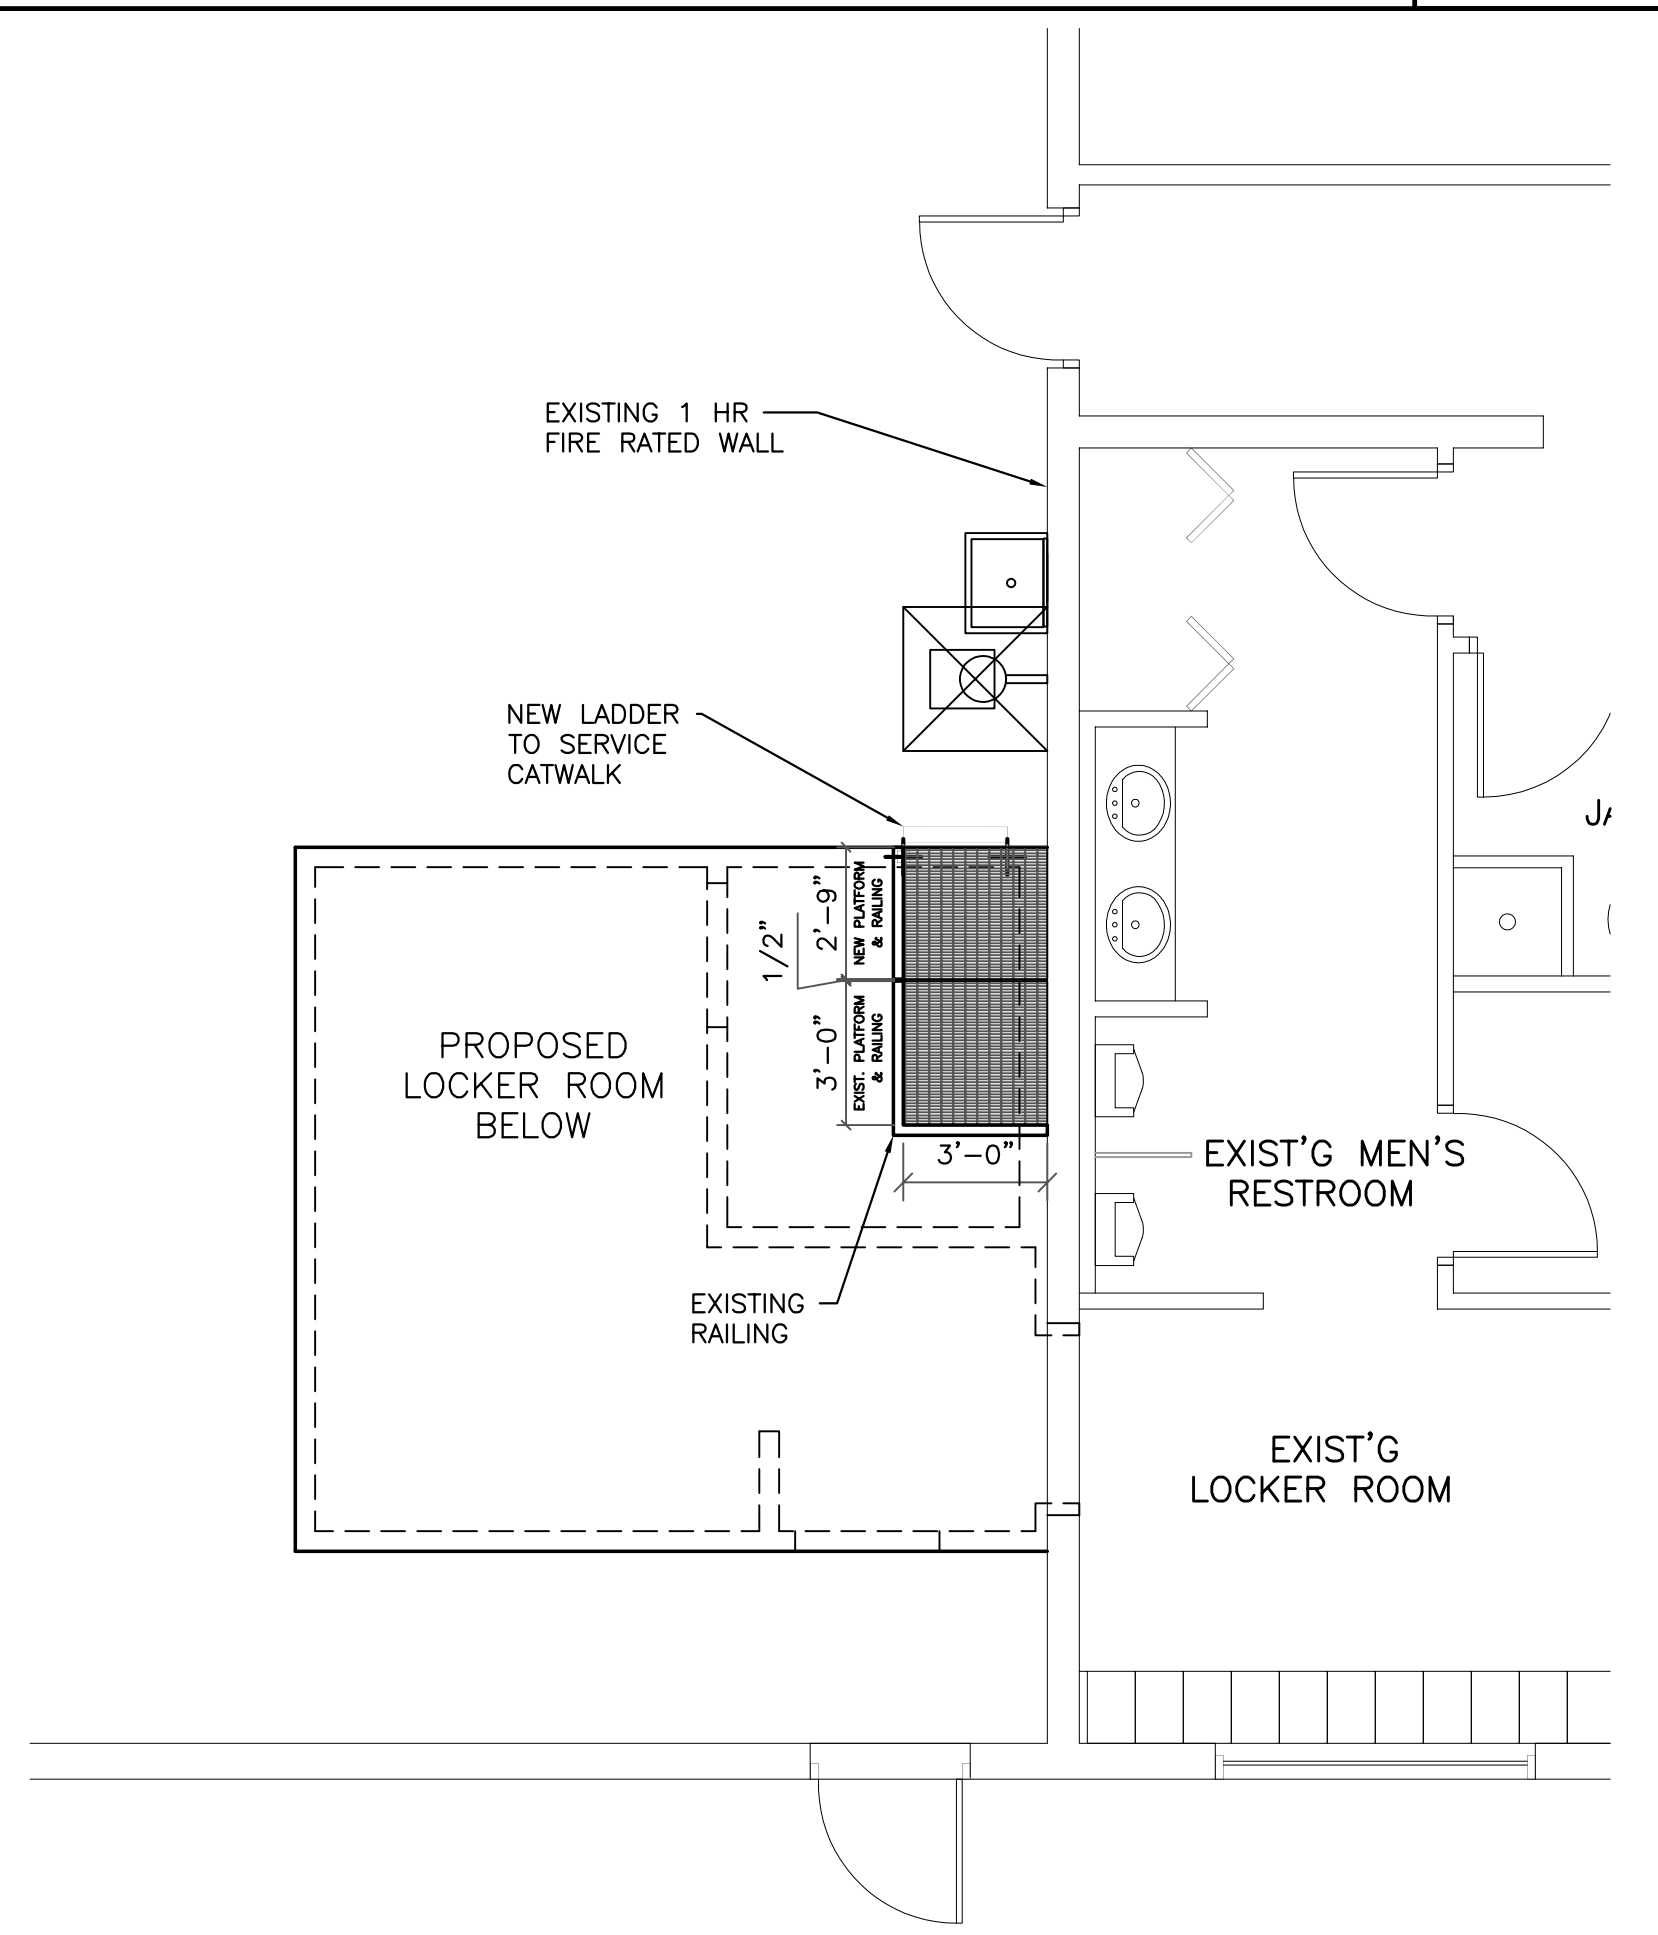 EXISTING 1 HR
FIRE RATED WALL
NEW LADDER
TO SERVICE
CATWALK
JA
2'-9"
NEW PLATFORM
& RAILING
1/2"
3'-0"
EXIST. PLATFORM
& RAILING
PROPOSED
LOCKER ROOM
BELOW
3'-0"
EXIST'G MEN'S
RESTROOM
EXISTING
RAILING
EXIST'G
LOCKER ROOM